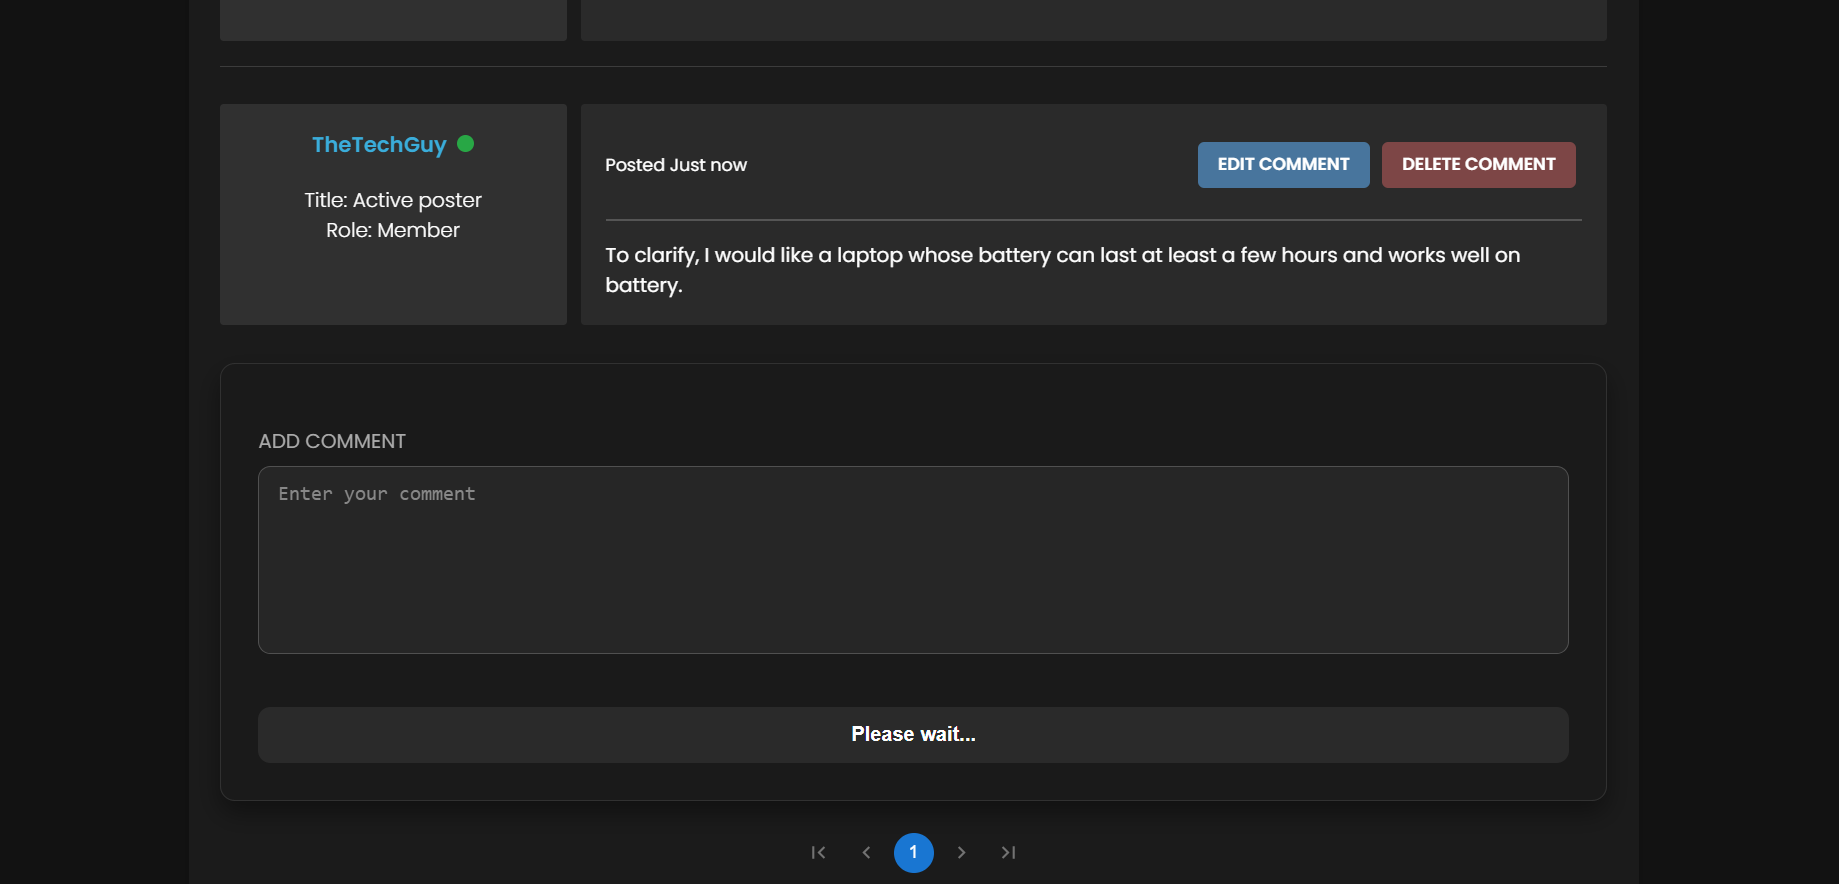 TheTechGuy
Title: Active poster
Role: Member
Posted Just now
EDIT COMMENT
DELETE COMMENT
To clarify, I would like a laptop whose battery can last at least a few hours and works well on
battery.
ADD COMMENT
Enter your comment
Please wait...
1